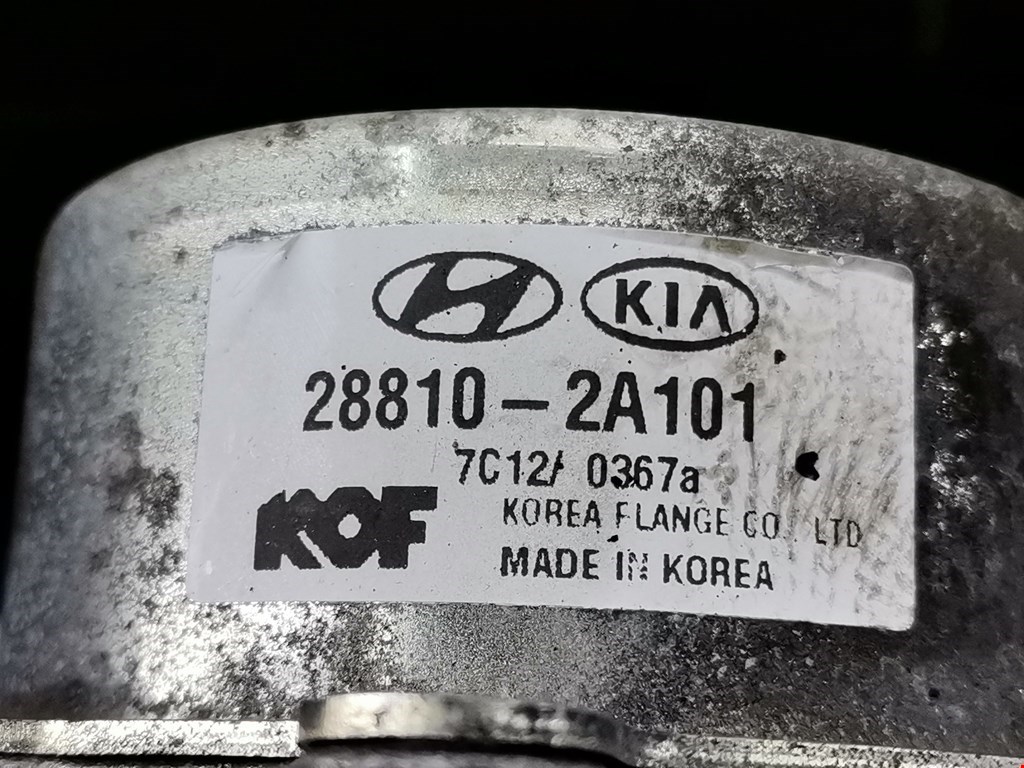 KIA
28810-2A101
7C12/ 0367a
KOF
KOREA FLANGE CO., LTD
MADE IN KOREA